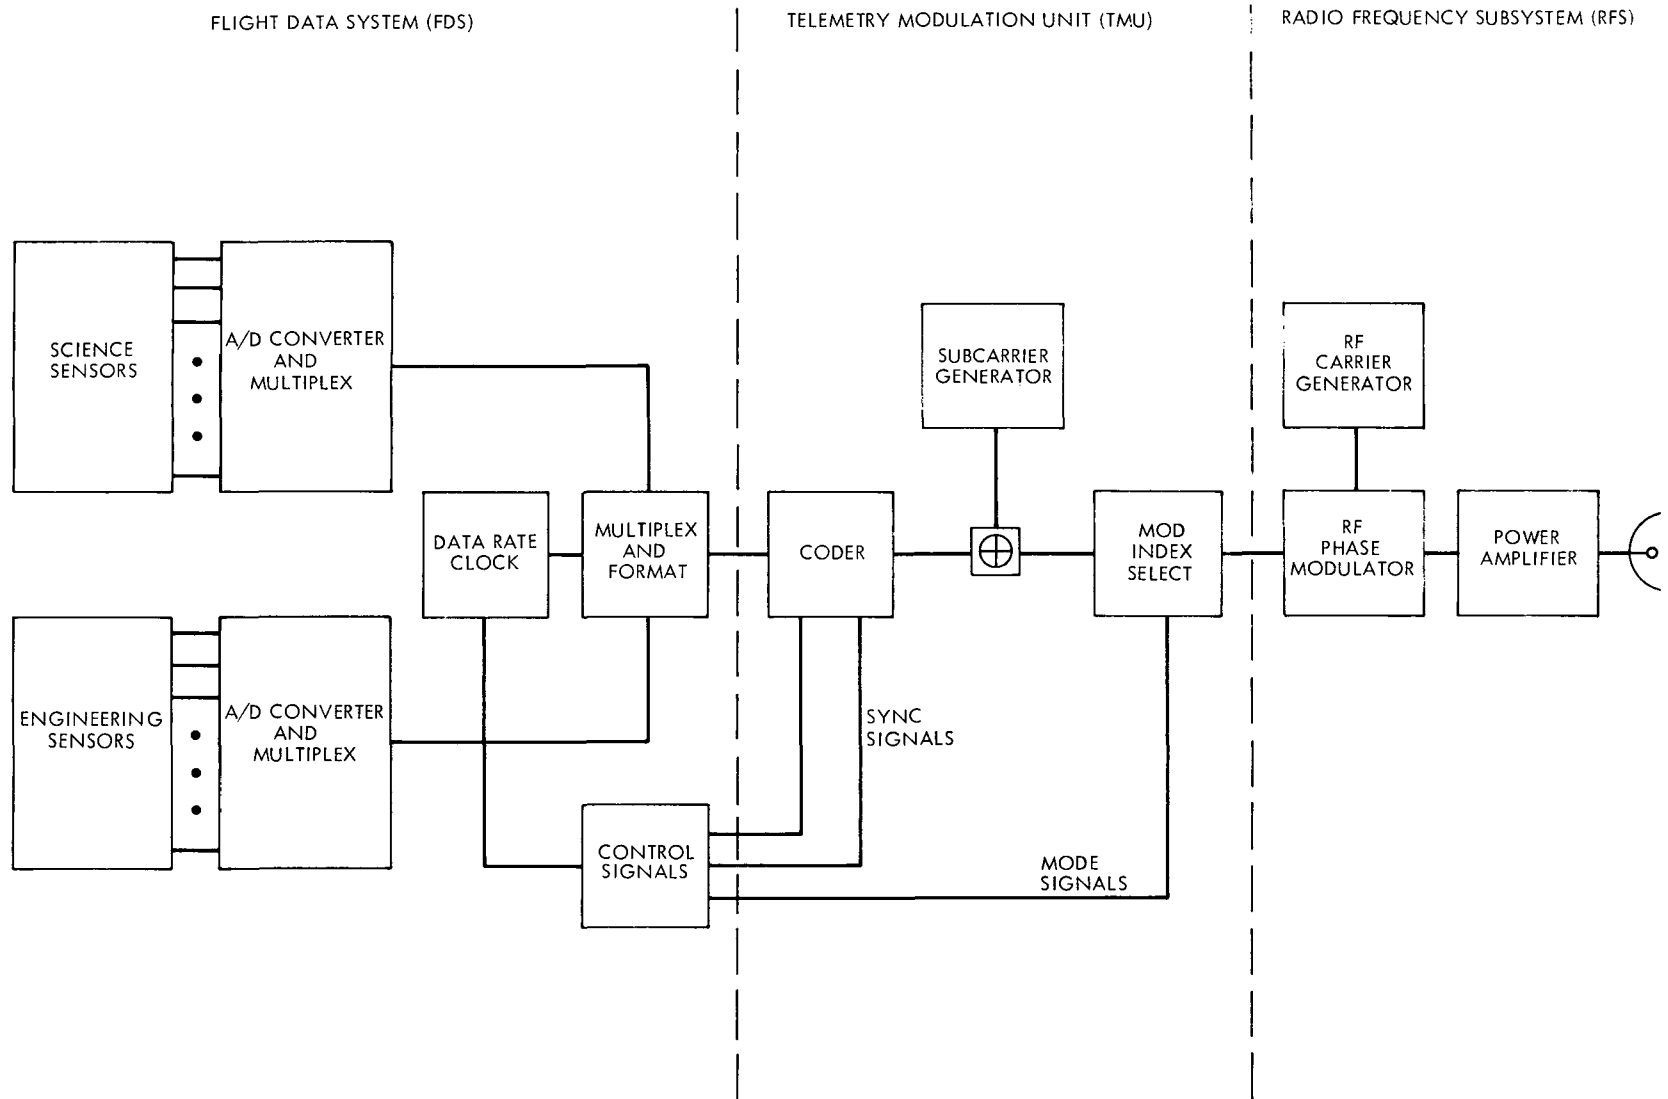 FLIGHT DATA SYSTEM (FDS)
TELEMETRY MODULATION UNIT (TMU)
RADIO FREQUENCY SUBSYSTEM (RFS)
SCIENCE
SENSORS
A/D CONVERTER
AND
MULTIPLEX
SUBCARRIER
GENERATOR
RF
CARRIER
GENERATOR
DATA RATE
CLOCK
MULTIPLEX
AND
FORMAT
CODER
MOD
INDEX
SELECT
RF
PHASE
MODULATOR
POWER
AMPLIFIER
ENGINEERING
SENSORS
A/D CONVERTER
AND
MULTIPLEX
SYNC
SIGNALS
CONTROL
SIGNALS
MODE
SIGNALS